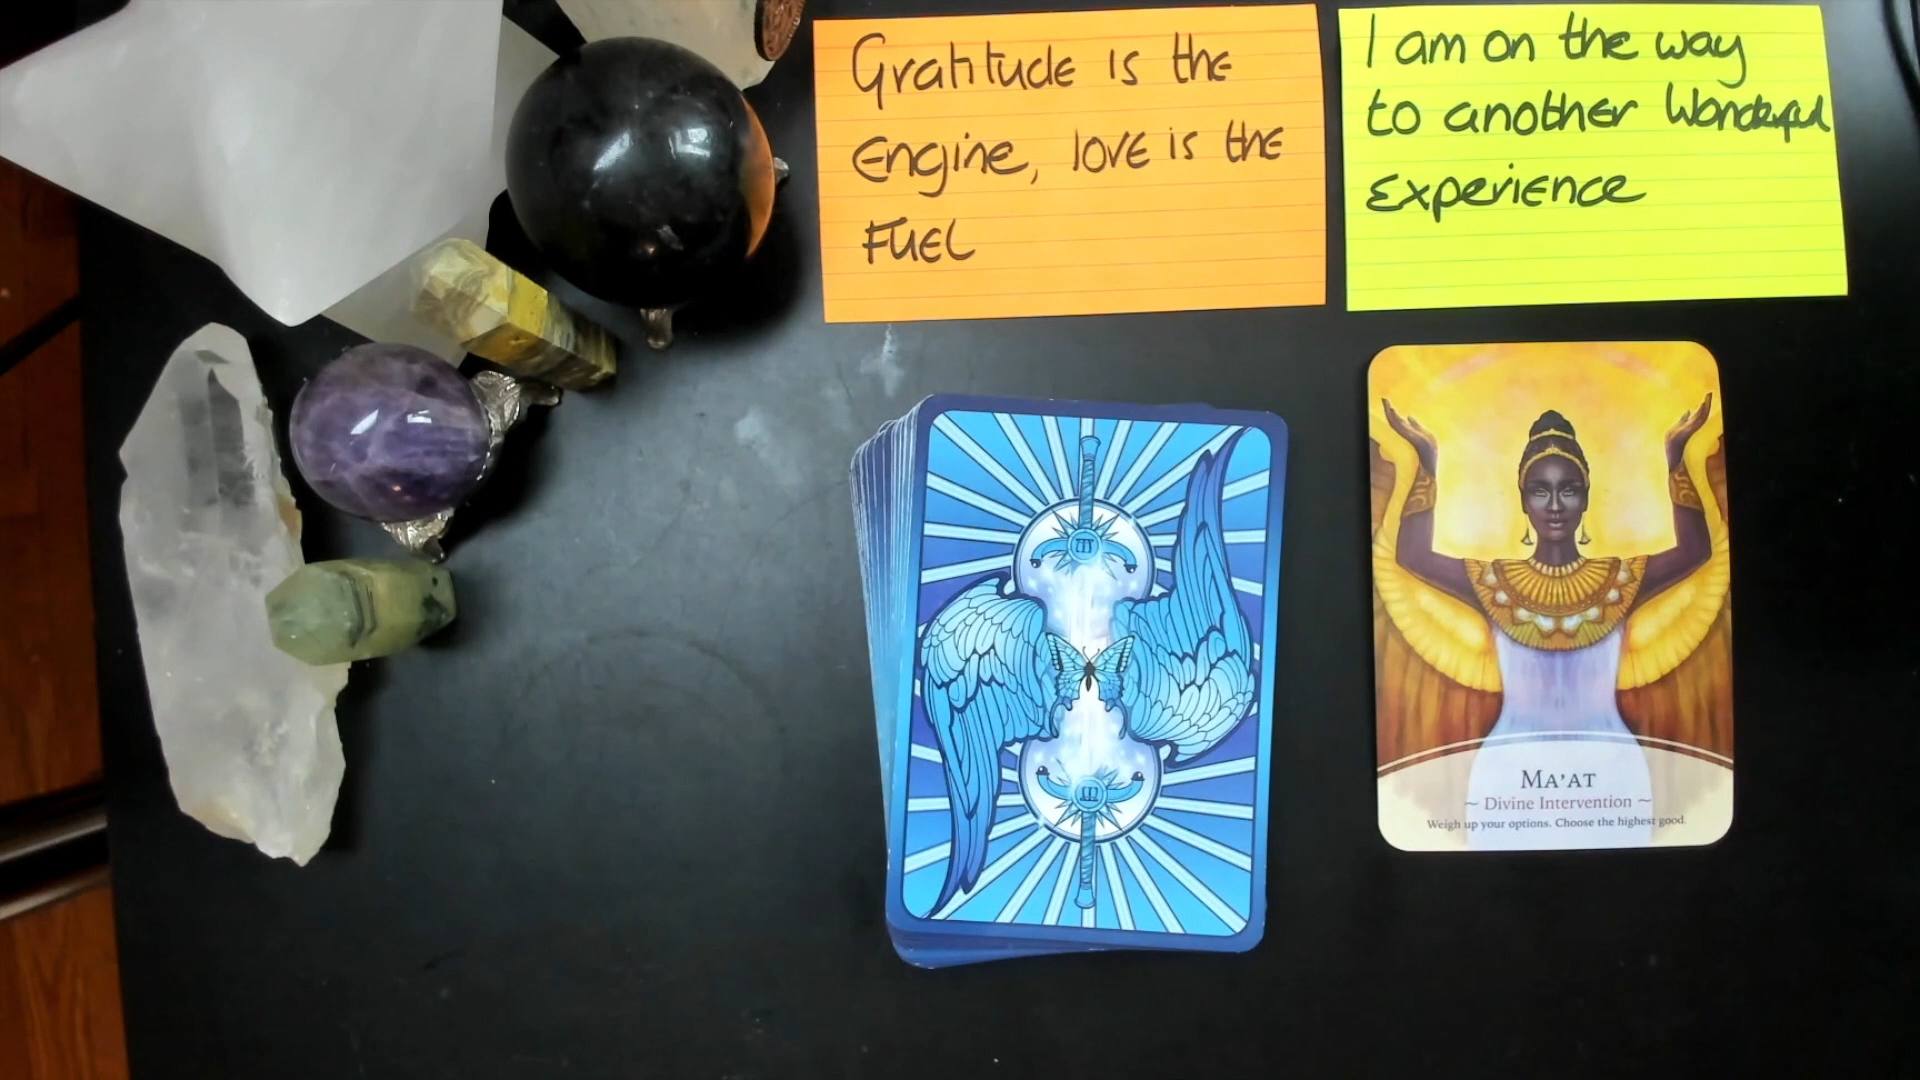 Gratitude is the
Engine, love is the
FUEL
I am on the way
to another Wonderful
Experience
MA'AT
~ Divine Intervention ~
Weigh up your options. Choose the highest good.